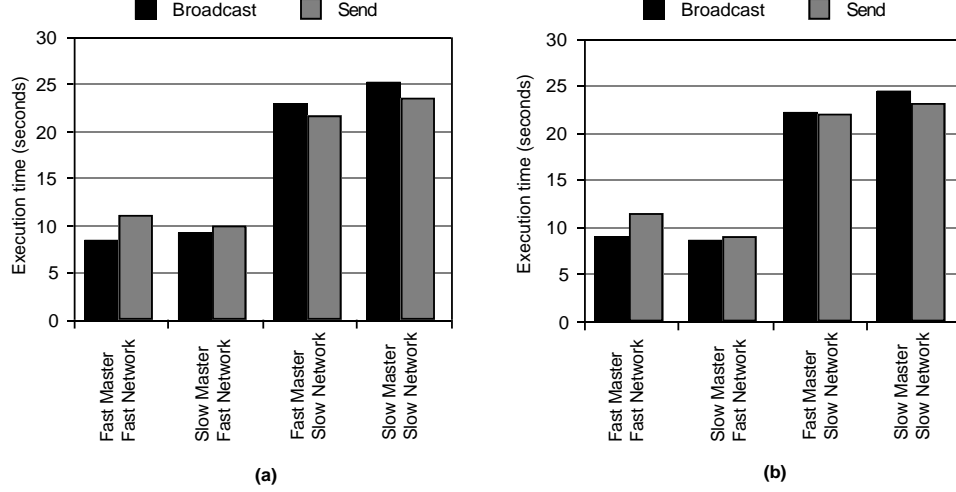 Broadcast Send
30
25
20
15
10
5
0
Execution time (seconds)
Fast Master
Fast Network
Slow Master
Fast Network
Fast Master
Slow Network
Slow Master
Slow Network
(a)
Broadcast Send
30
25
20
15
10
5
0
Execution time (seconds)
Fast Master
Fast Network
Slow Master
Fast Network
Fast Master
Slow Network
Slow Master
Slow Network
(b)